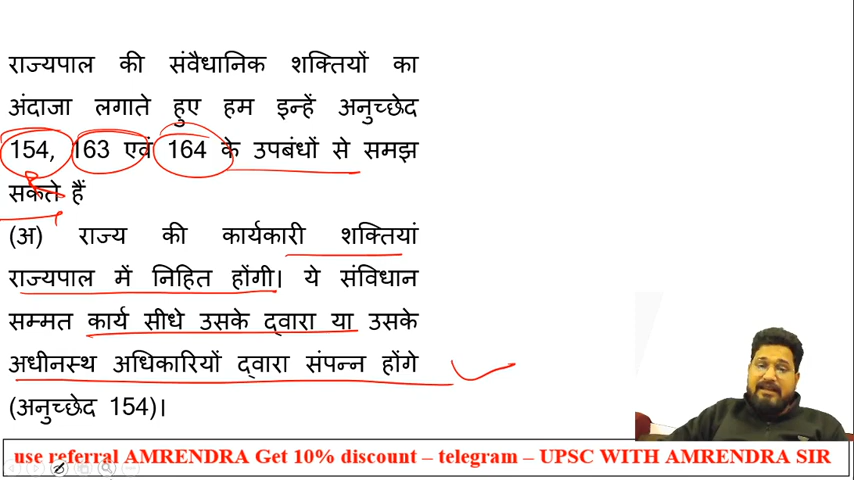 राज्यपाल की संवैधानिक शक्तियों का
अंदाजा लगाते हुए हम इन्हें अनुच्छेद
154, 163 एवं 164 के उपबंधों से समझ
सकते हैं
(अ) राज्य की कार्यकारी शक्तियां
राज्यपाल में निहित होंगी। ये संविधान
सम्मत कार्य सीधे उसके द्वारा या उसके
अधीनस्थ अधिकारियों द्वारा संपन्न होंगे
(अनुच्छेद 154)।
use referral AMRENDRA Get 10% discount – telegram – UPSC WITH AMRENDRA SIR